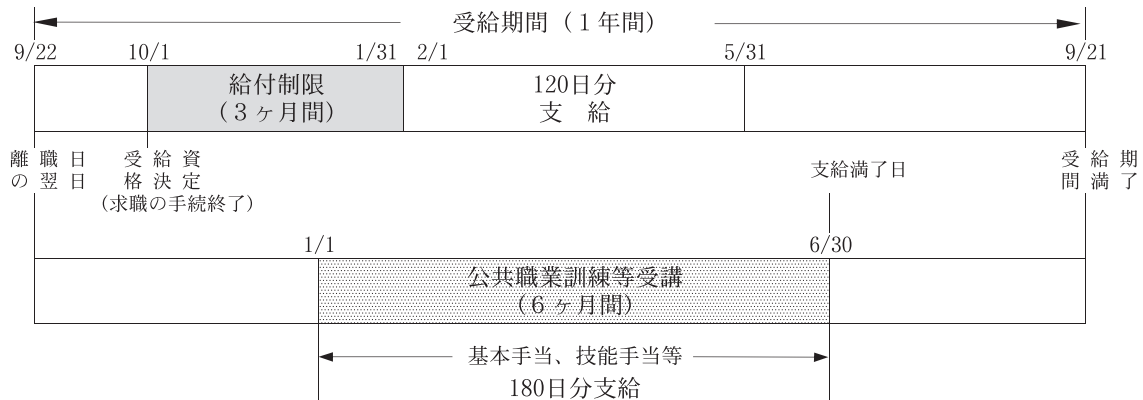 受給期間（１年間）
9/22
10/1
1/31
2/1
5/31
9/21
給付制限
（３ヶ月間）
120日分
支　給
離職日
の翌日
受給資
格決定
（求職の手続終了）
支給満了日
受給期
間満了
1/1
6/30
公共職業訓練等受講
（６ヶ月間）
基本手当、技能手当等
180日分支給